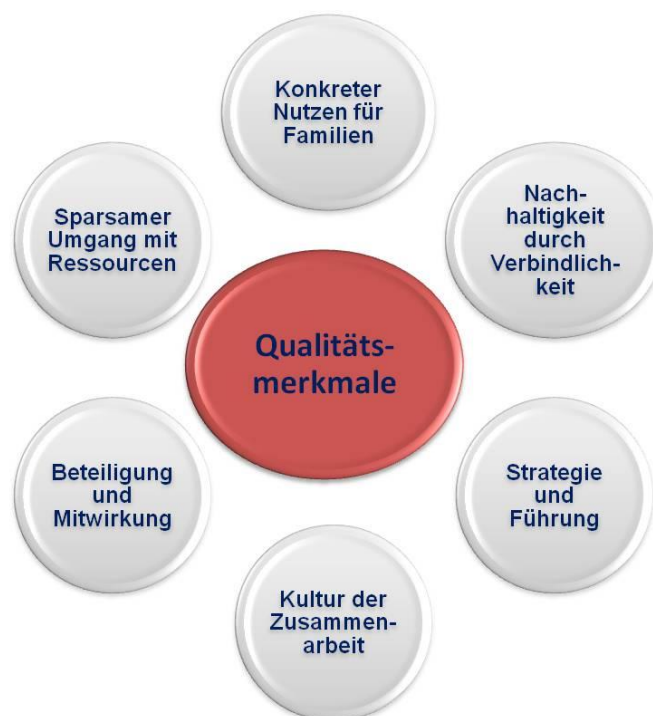 Konkreter
Nutzen für
Familien
Nach-
haltigkeit
durch
Verbindlich-
keit
Sparsamer
Umgang mit
Ressourcen
Qualitäts-
merkmale
Beteiligung
und
Mitwirkung
Strategie
und
Führung
Kultur der
Zusammen-
arbeit